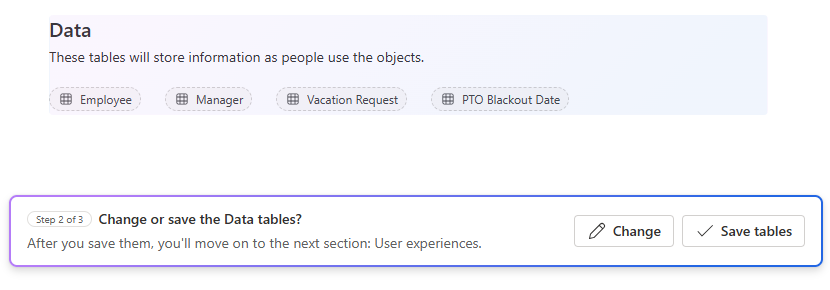 Data
These tables will store information as people use the objects.
Employee Manager Vacation Request PTO Blackout Date
Step 2 of 3 Change or save the Data tables?
After you save them, you'll move on to the next section: User experiences.
Change Save tables